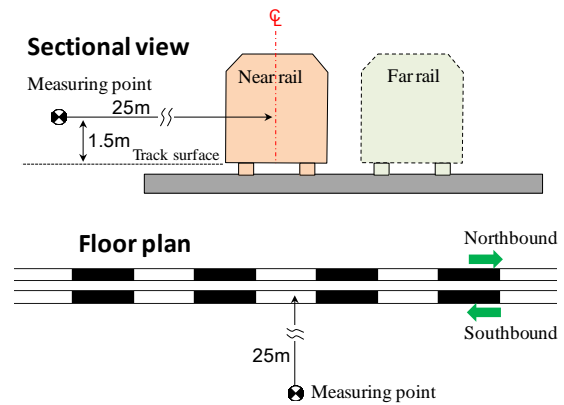 ℄
Sectional view
Measuring point
Near rail
Far rail
25m
1.5m
Track surface
Floor plan
Northbound
Southbound
25m
Measuring point